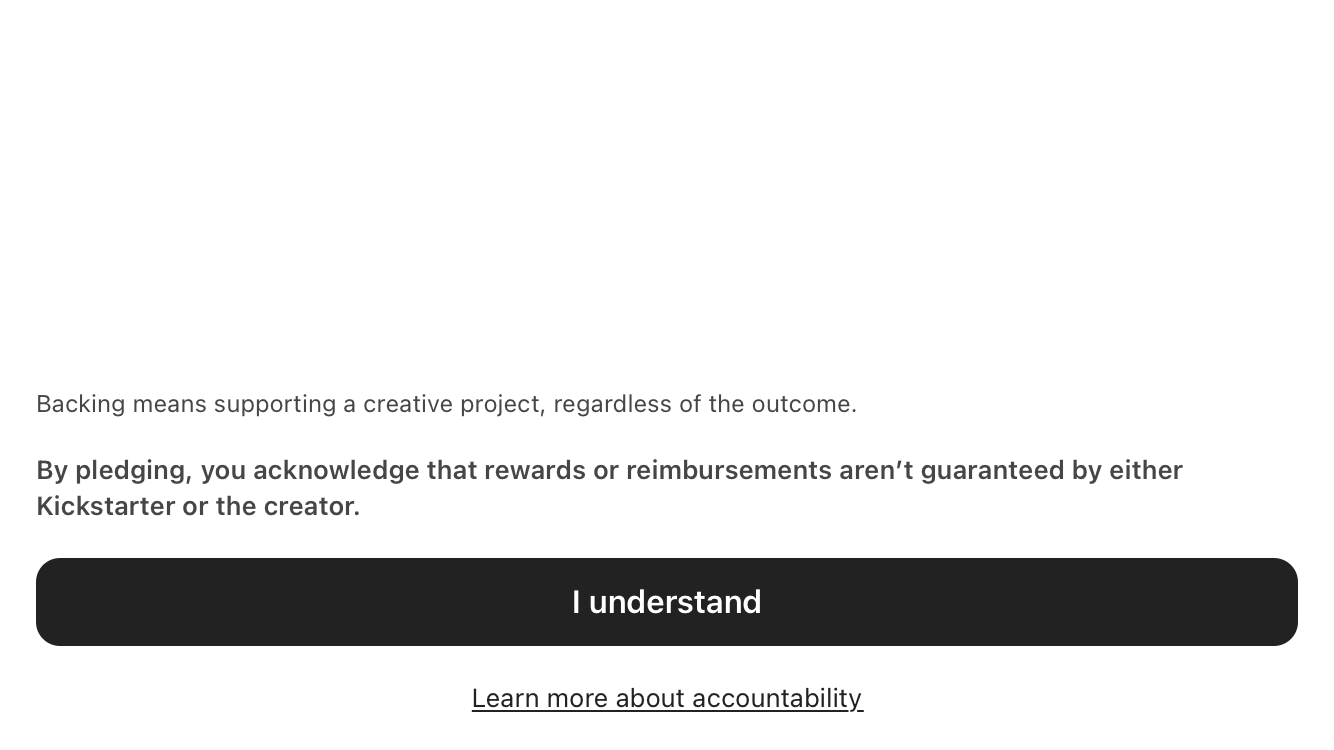 Backing means supporting a creative project, regardless of the outcome.
By pledging, you acknowledge that rewards or reimbursements aren’t guaranteed by either
Kickstarter or the creator.
I understand
Learn more about accountability